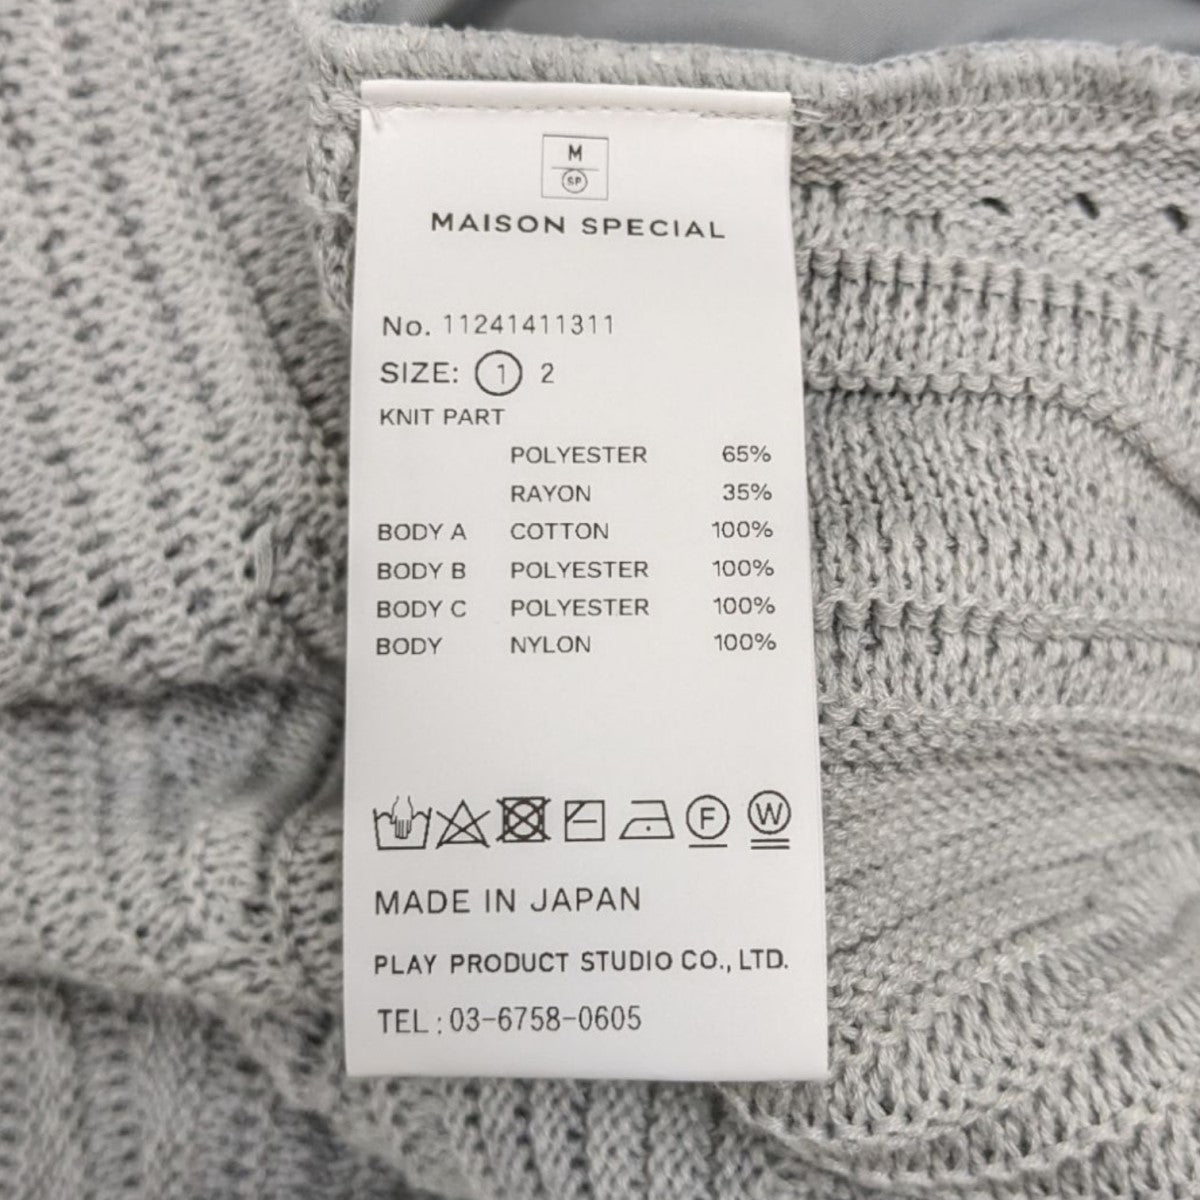 M
SP
MAISON SPECIAL
No. 11241411311
SIZE: 1 2
KNIT PART
POLYESTER 65%
RAYON 35%
BODY A COTTON 100%
BODY B POLYESTER 100%
BODY C POLYESTER 100%
BODY NYLON 100%
F W
MADE IN JAPAN
PLAY PRODUCT STUDIO CO., LTD.
TEL : 03-6758-0605